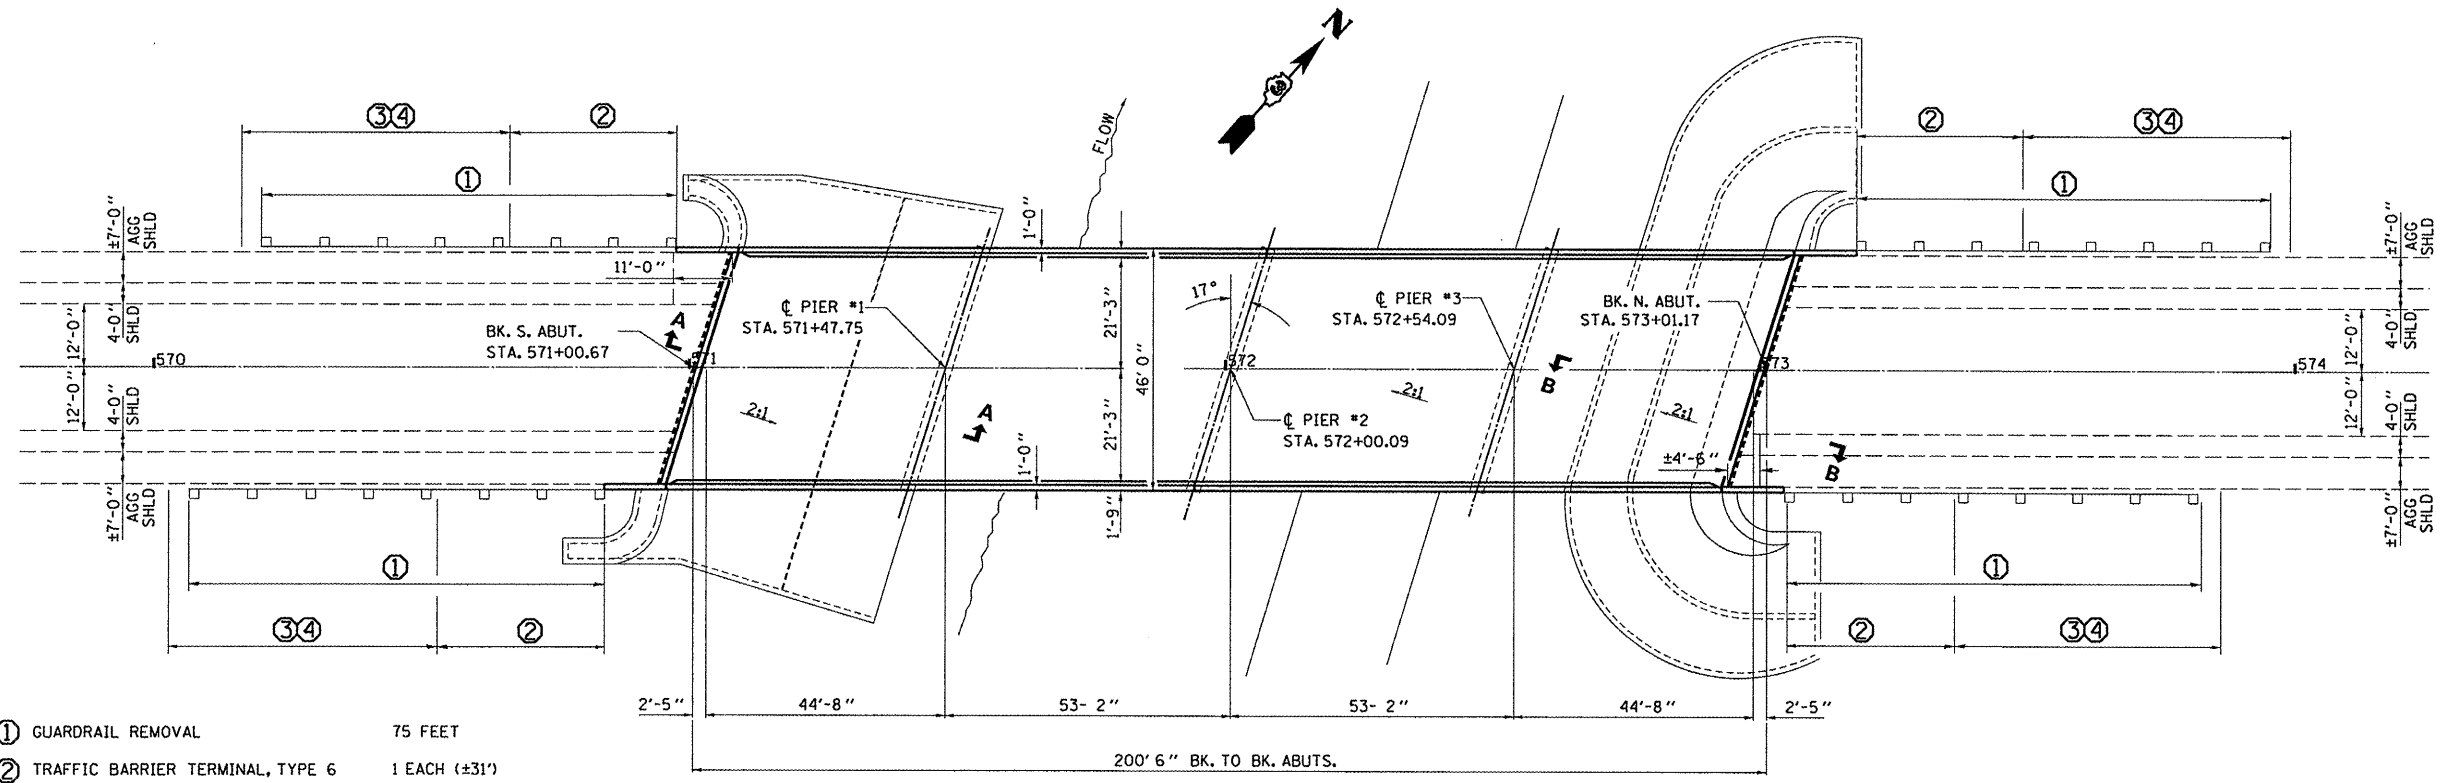 N
③④
②
②
③④
①
①
FLOW
±7'-0"
AGG
SHLD
4-0"
SHLD
12'-0"
12'-0"
4-0"
SHLD
±7'-0"
AGG
SHLD
11'-0"
1'-0"
21'-3"
46' 0"
21'-3"
1'-0"
1'-9"
17°
℄ PIER #1
STA. 571+47.75
BK. S. ABUT.
STA. 571+00.67
A
A
℄ PIER #3
STA. 572+54.09
BK. N. ABUT.
STA. 573+01.17
570
571
572
573
574
℄ PIER #2
STA. 572+00.09
2:1
2:1
2:1
B
B
±4'-6"
±7'-0"
AGG
SHLD
4-0"
SHLD
12'-0"
12'-0"
4-0"
SHLD
±7'-0"
AGG
SHLD
①
①
③④
②
②
③④
2'-5"
44'-8"
53- 2"
53- 2"
44'-8"
2'-5"
200' 6" BK. TO BK. ABUTS.
① GUARDRAIL REMOVAL 75 FEET
② TRAFFIC BARRIER TERMINAL, TYPE 6 1 EACH (±31')